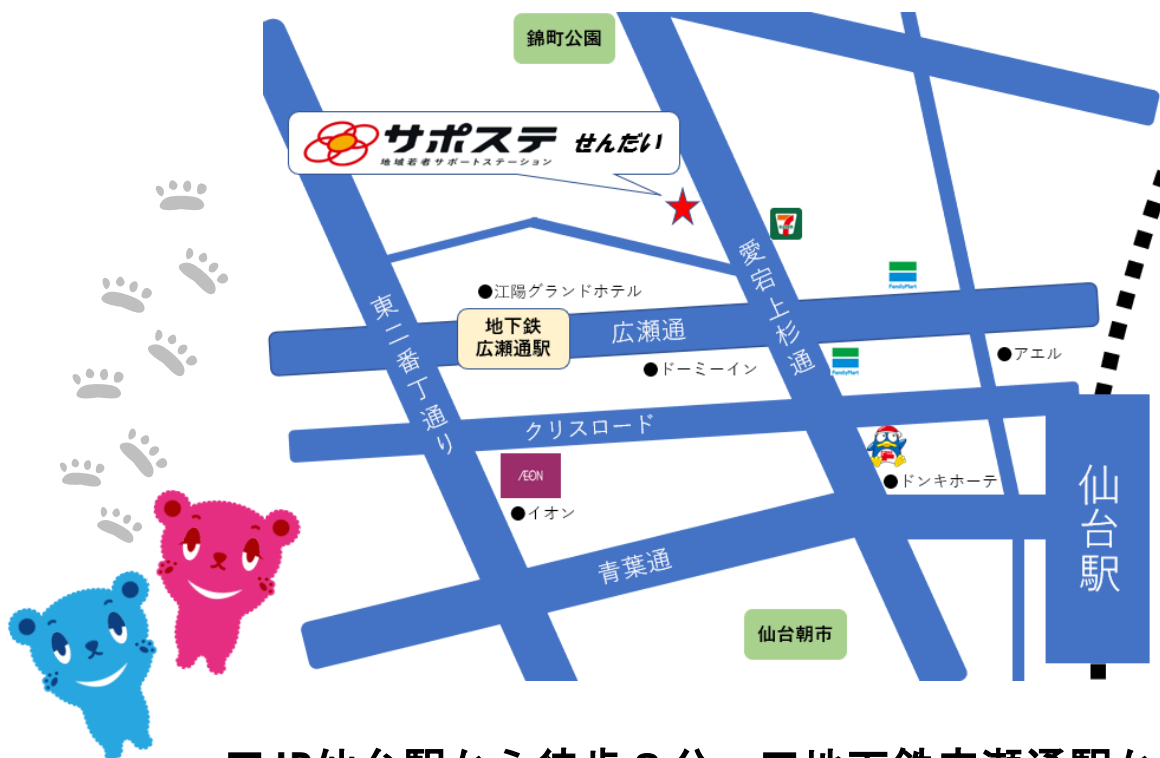 錦町公園
サポステ せんだい
地域若者サポートステーション
7
愛宕上杉通
FamilyMart
●江陽グランドホテル
東二番丁通り
地下鉄
広瀬通駅
広瀬通
●ドーミーイン
FamilyMart
●アエル
クリスロード
ÆON
●イオン
●ドンキホーテ
仙台駅
青葉通
仙台朝市